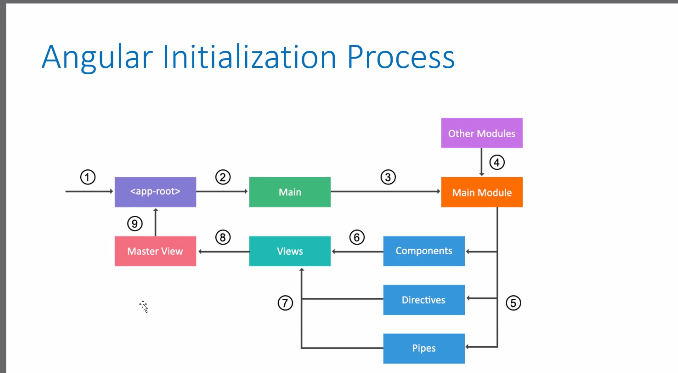 Angular Initialization Process
Other Modules
④
① <app-root> ② Main ③ Main Module
⑨
Master View ⑧ Views ⑥ Components
⑦ Directives ⑤
Pipes